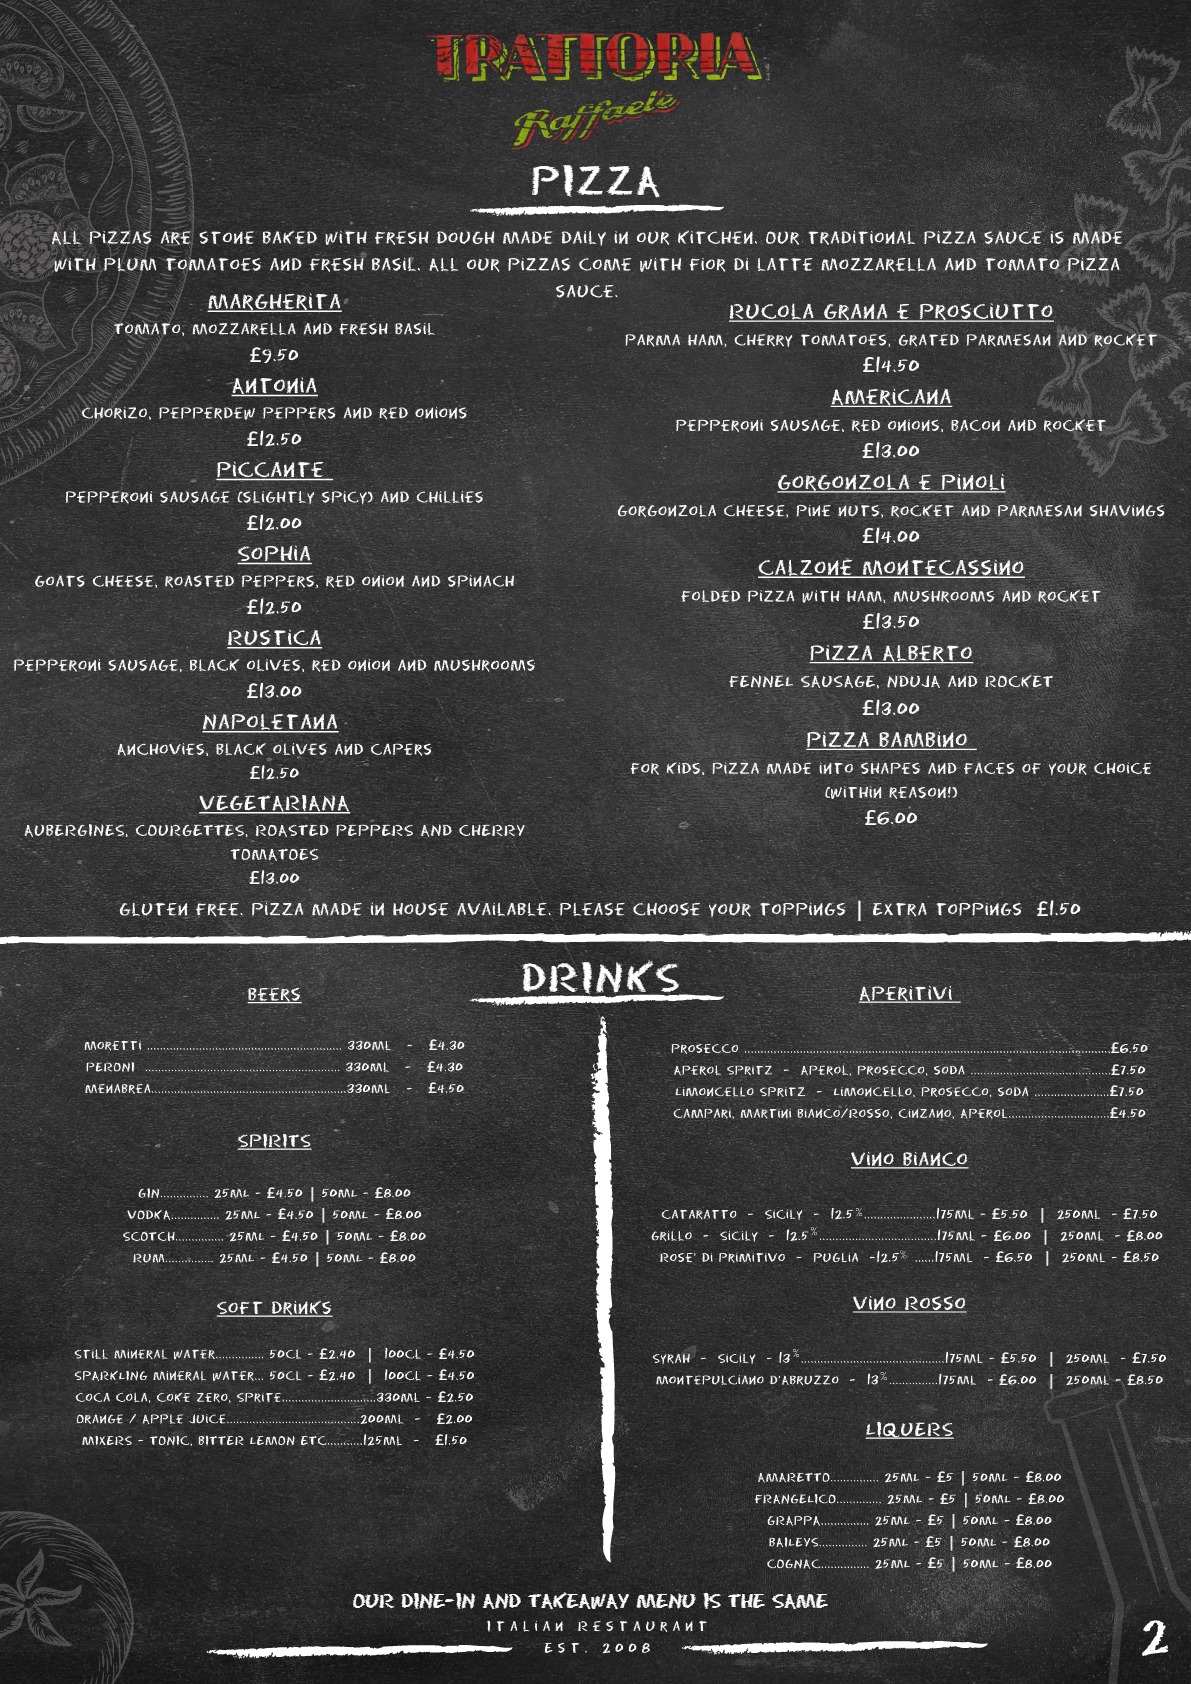 TRATTORIA
Raffaele
PIZZA
ALL PIZZAS ARE STONE BAKED WITH FRESH DOUGH MADE DAILY IN OUR KITCHEN. OUR TRADITIONAL PIZZA SAUCE IS MADE
WITH PLUM TOMATOES AND FRESH BASIL. ALL OUR PIZZAS COME WITH FIOR DI LATTE MOZZARELLA AND TOMATO PIZZA
SAUCE.
MARGHERITA
TOMATO, MOZZARELLA AND FRESH BASIL
£9.50
ANTONIA
CHORIZO, PEPPERDEW PEPPERS AND RED ONIONS
£12.50
PICCANTE
PEPPERONI SAUSAGE (SLIGHTLY SPICY) AND CHILLIES
£12.00
SOPHIA
GOATS CHEESE, ROASTED PEPPERS, RED ONION AND SPINACH
£12.50
RUSTICA
PEPPERONI SAUSAGE, BLACK OLIVES, RED ONION AND MUSHROOMS
£13.00
NAPOLETANA
ANCHOVIES, BLACK OLIVES AND CAPERS
£12.50
VEGETARIANA
AUBERGINES, COURGETTES, ROASTED PEPPERS AND CHERRY
TOMATOES
£13.00
RUCOLA GRANA E PROSCIUTTO
PARMA HAM, CHERRY TOMATOES, GRATED PARMESAN AND ROCKET
£14.50
AMERICANA
PEPPERONI SAUSAGE, RED ONIONS, BACON AND ROCKET
£13.00
GORGONZOLA E PINOLI
GORGONZOLA CHEESE, PINE NUTS, ROCKET AND PARMESAN SHAVINGS
£14.00
CALZONE MONTECASSINO
FOLDED PIZZA WITH HAM, MUSHROOMS AND ROCKET
£13.50
PIZZA ALBERTO
FENNEL SAUSAGE, NDUJA AND ROCKET
£13.00
PIZZA BAMBINO
FOR KIDS, PIZZA MADE INTO SHAPES AND FACES OF YOUR CHOICE
(WITHIN REASON!)
£6.00
GLUTEN FREE. PIZZA MADE IN HOUSE AVAILABLE. PLEASE CHOOSE YOUR TOPPINGS | EXTRA TOPPINGS £1.50
DRINKS
BEERS
MORETTI ............ 330ML - £4.30
PERONI ............ 330ML - £4.30
MENABREA............330ML - £4.50
SPIRITS
GIN............... 25ML - £4.50 | 50ML - £8.00
VODKA............... 25ML - £4.50 | 50ML - £8.00
SCOTCH............... 25ML - £4.50 | 50ML - £8.00
RUM............... 25ML - £4.50 | 50ML - £8.00
SOFT DRINKS
STILL MINERAL WATER............... 50CL - £2.40 | 100CL - £4.50
SPARKLING MINERAL WATER... 50CL - £2.40 | 100CL - £4.50
COCA COLA, COKE ZERO, SPRITE............330ML - £2.50
ORANGE / APPLE JUICE............200ML - £2.00
MIXERS - TONIC, BITTER LEMON ETC...........125ML - £1.50
APERITIVI
PROSECCO ............£6.50
APEROL SPRITZ - APEROL, PROSECCO, SODA ............£7.50
LIMONCELLO SPRITZ - LIMONCELLO, PROSECCO, SODA ............£7.50
CAMPARI, MARTINI BIANCO/ROSSO, CINZANO, APEROL............£4.50
VINO BIANCO
CATARATTO - SICILY - 12.5%............175ML - £5.50 | 250ML - £7.50
GRILLO - SICILY - 12.5%............175ML - £6.00 | 250ML - £8.00
ROSE' DI PRIMITIVO - PUGLIA -12.5% ......175ML - £6.50 | 250ML - £8.50
VINO ROSSO
SYRAH - SICILY - 13%............175ML - £5.50 | 250ML - £7.50
MONTEPULCIANO D'ABRUZZO - 13%...............175ML - £6.00 | 250ML - £8.50
LIQUERS
AMARETTO............... 25ML - £5 | 50ML - £8.00
FRANGELICO.............. 25ML - £5 | 50ML - £8.00
GRAPPA............... 25ML - £5 | 50ML - £8.00
BAILEYS............... 25ML - £5 | 50ML - £8.00
COGNAC............... 25ML - £5 | 50ML - £8.00
OUR DINE-IN AND TAKEAWAY MENU IS THE SAME
ITALIAN RESTAURANT
EST. 2008
2